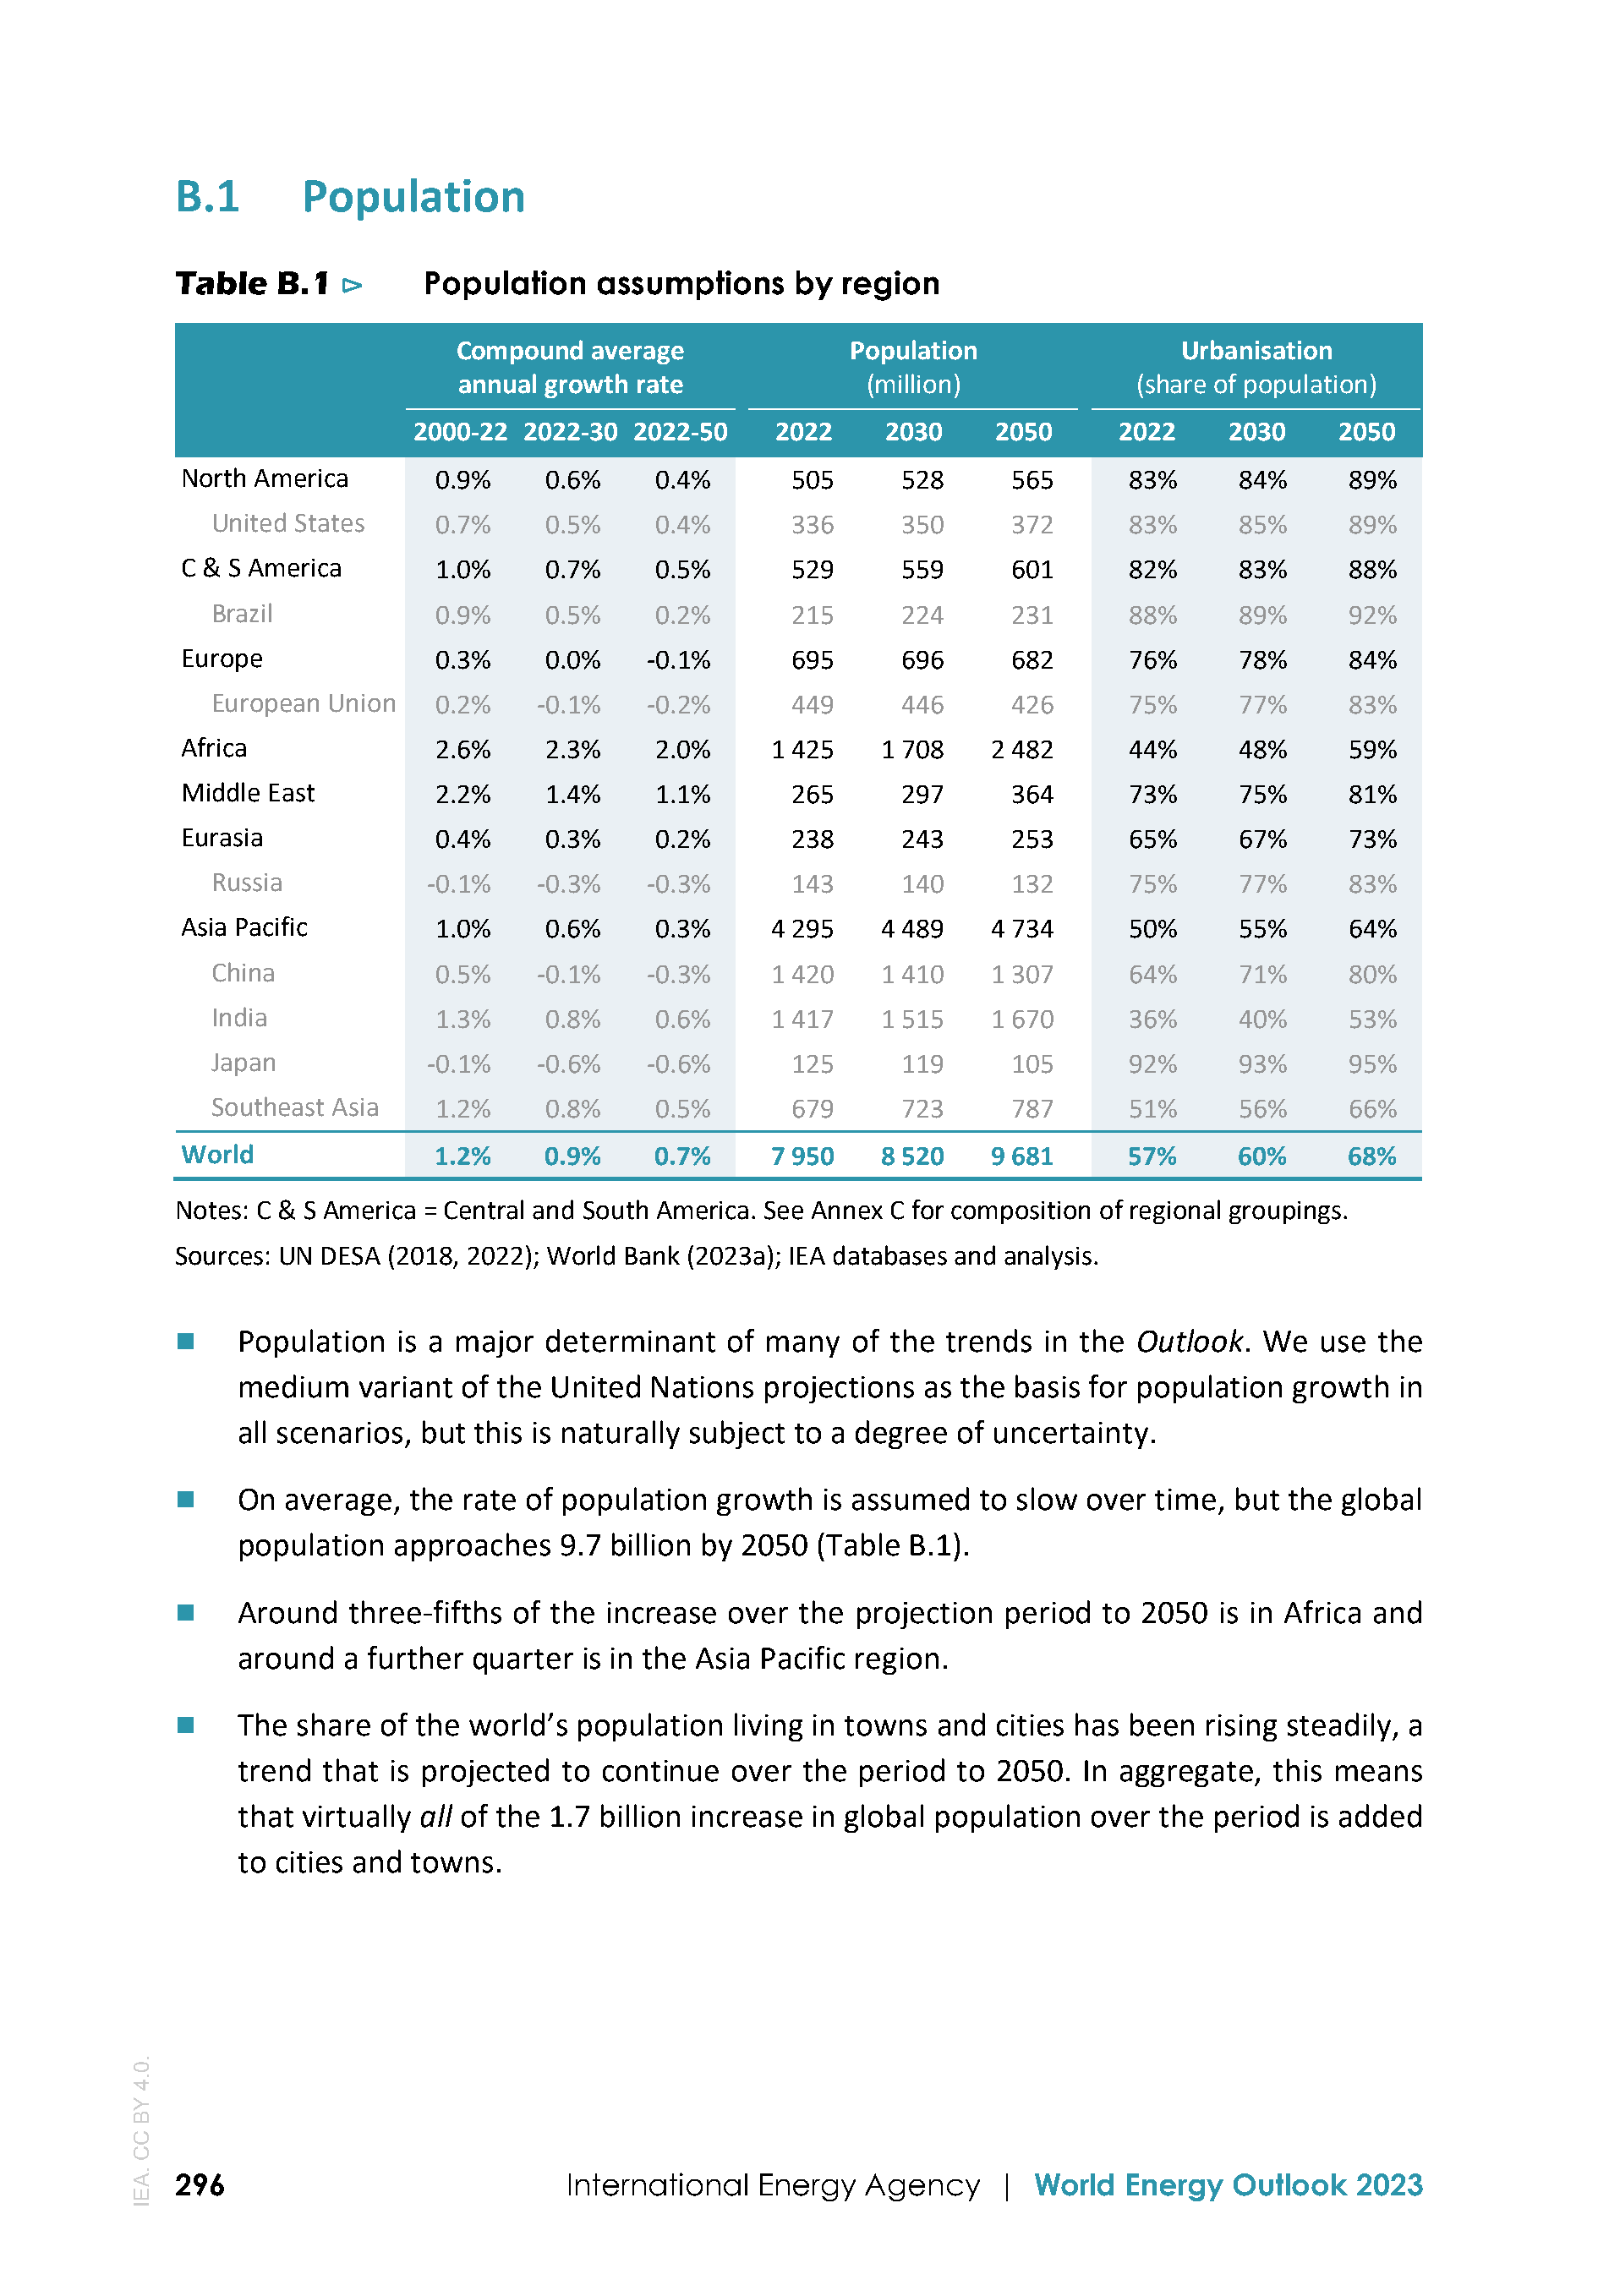 B.1 Population
Table B.1 ⊳ Population assumptions by region
Compound average Population Urbanisation
annual growth rate (million) (share of population)
2000-22 2022-30 2022-50 2022 2030 2050 2022 2030 2050
North America 0.9% 0.6% 0.4% 505 528 565 83% 84% 89%
United States 0.7% 0.5% 0.4% 336 350 372 83% 85% 89%
C & S America 1.0% 0.7% 0.5% 529 559 601 82% 83% 88%
Brazil 0.9% 0.5% 0.2% 215 224 231 88% 89% 92%
Europe 0.3% 0.0% -0.1% 695 696 682 76% 78% 84%
European Union 0.2% -0.1% -0.2% 449 446 426 75% 77% 83%
Africa 2.6% 2.3% 2.0% 1 425 1 708 2 482 44% 48% 59%
Middle East 2.2% 1.4% 1.1% 265 297 364 73% 75% 81%
Eurasia 0.4% 0.3% 0.2% 238 243 253 65% 67% 73%
Russia -0.1% -0.3% -0.3% 143 140 132 75% 77% 83%
Asia Pacific 1.0% 0.6% 0.3% 4 295 4 489 4 734 50% 55% 64%
China 0.5% -0.1% -0.3% 1 420 1 410 1 307 64% 71% 80%
India 1.3% 0.8% 0.6% 1 417 1 515 1 670 36% 40% 53%
Japan -0.1% -0.6% -0.6% 125 119 105 92% 93% 95%
Southeast Asia 1.2% 0.8% 0.5% 679 723 787 51% 56% 66%
World 1.2% 0.9% 0.7% 7 950 8 520 9 681 57% 60% 68%
Notes: C & S America = Central and South America. See Annex C for composition of regional groupings.
Sources: UN DESA (2018, 2022); World Bank (2023a); IEA databases and analysis.
■ Population is a major determinant of many of the trends in the Outlook. We use the
medium variant of the United Nations projections as the basis for population growth in
all scenarios, but this is naturally subject to a degree of uncertainty.
■ On average, the rate of population growth is assumed to slow over time, but the global
population approaches 9.7 billion by 2050 (Table B.1).
■ Around three-fifths of the increase over the projection period to 2050 is in Africa and
around a further quarter is in the Asia Pacific region.
■ The share of the world's population living in towns and cities has been rising steadily, a
trend that is projected to continue over the period to 2050. In aggregate, this means
that virtually all of the 1.7 billion increase in global population over the period is added
to cities and towns.
IEA. CC BY 4.0.
296 International Energy Agency | World Energy Outlook 2023